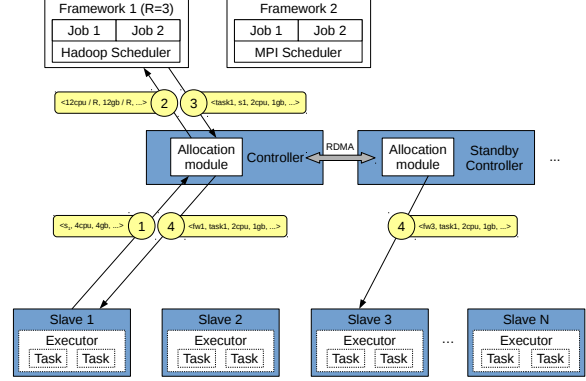 Framework 1 (R=3)
Job 1 Job 2
Hadoop Scheduler
Framework 2
Job 1 Job 2
MPI Scheduler
<12cpu / R, 12gb / R, ...> 2
3 <task1, s1, 2cpu, 1gb, ...>
Allocation
module
Controller
RDMA
Allocation
module
Standby
Controller
...
<s, 4cpu, 4gb, ...> 1
4 <fw1, task1, 2cpu, 1gb, ...>
4 <fw3, task1, 2cpu, 1gb, ...>
Slave 1
Executor
Task Task
Slave 2
Executor
Task Task
Slave 3
Executor
Task Task
...
Slave N
Executor
Task Task